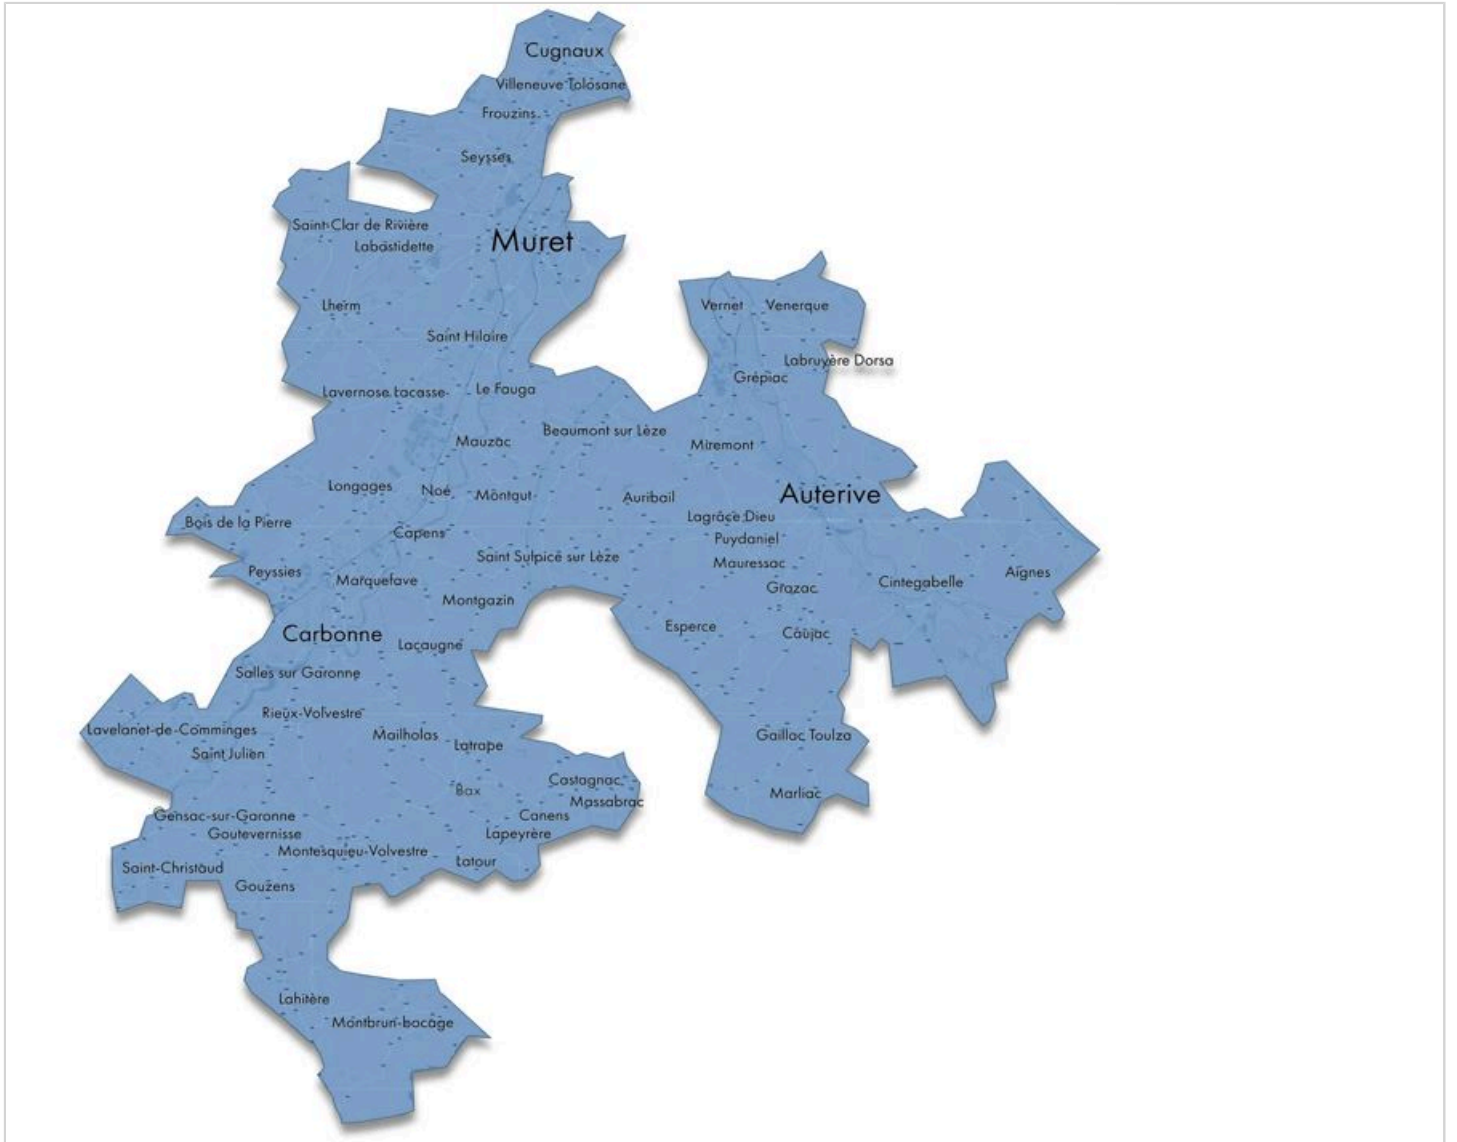 Cugnaux
Villeneuve Tolosane
Frouzins
Seysses
Saint-Clar de Rivière
Labastidette
Muret
Lherm
Vernet
Venerque
Saint Hilaire
Labruyère Dorsa
Grépiac
Lavernose Lacasse
Le Fauga
Mauzac
Beaumont sur Lèze
Miremont
Longages
Noé
Montgut
Auribail
Auterive
Bois de la Pierre
Lagrâce Dieu
Capens
Puydaniel
Saint Sulpice sur Lèze
Mauressac
Peyssies
Marquefave
Grazac
Cintegabelle
Aignes
Montgazin
Esperce
Caujac
Carbonne
Lacaugne
Salles sur Garonne
Rieux-Volvestre
Lavelanet-de-Comminges
Mailholas
Latrape
Gaillac Toulza
Saint Julien
Castagnac
Bax
Massabrac
Marliac
Gensac-sur-Garonne
Canens
Goutevernisse
Lapeyrère
Montesquieu-Volvestre
Latour
Saint-Christaud
Gouzens
Lahitère
Montbrun-bocage